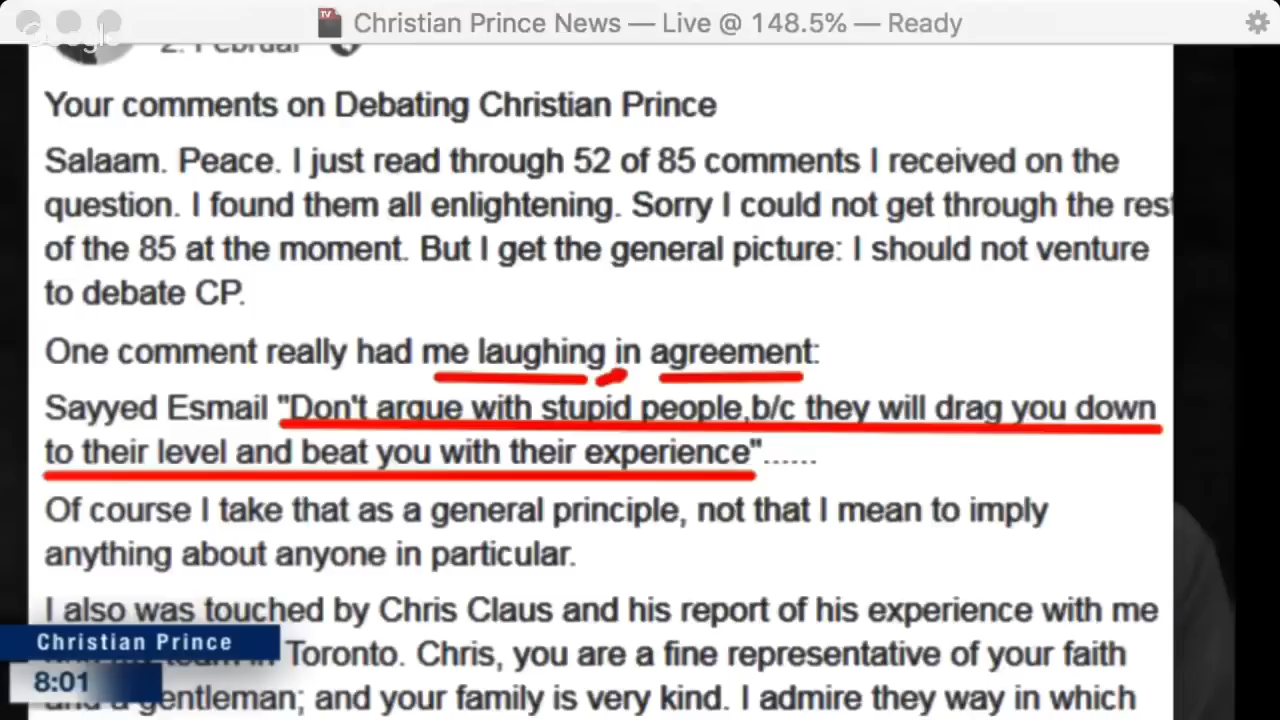 Christian Prince News — Live @ 148.5% — Ready
Google
2. Februar
Your comments on Debating Christian Prince
Salaam. Peace. I just read through 52 of 85 comments I received on the
question. I found them all enlightening. Sorry I could not get through the rest
of the 85 at the moment. But I get the general picture: I should not venture
to debate CP.
One comment really had me laughing in agreement:
Sayyed Esmail "Don't argue with stupid people,b/c they will drag you down
to their level and beat you with their experience"......
Of course I take that as a general principle, not that I mean to imply
anything about anyone in particular.
I also was touched by Chris Claus and his report of his experience with me
Toronto. Chris, you are a fine representative of your faith
gentleman; and your family is very kind. I admire they way in which
Christian Prince
8:01